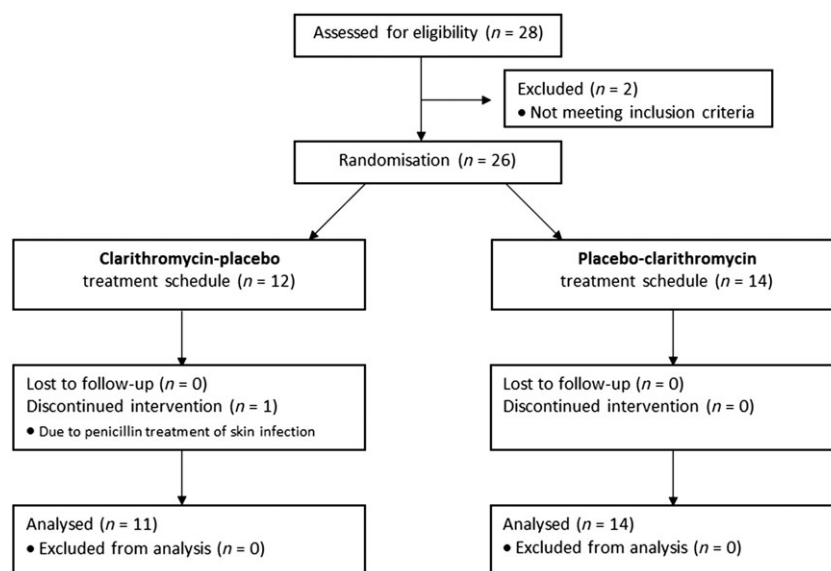 Assessed for eligibility (n = 28)
Excluded (n = 2)
● Not meeting inclusion criteria
Randomisation (n = 26)
Clarithromycin-placebo
treatment schedule (n = 12)
Placebo-clarithromycin
treatment schedule (n = 14)
Lost to follow-up (n = 0)
Discontinued intervention (n = 1)
● Due to penicillin treatment of skin infection
Lost to follow-up (n = 0)
Discontinued intervention (n = 0)
Analysed (n = 11)
● Excluded from analysis (n = 0)
Analysed (n = 14)
● Excluded from analysis (n = 0)